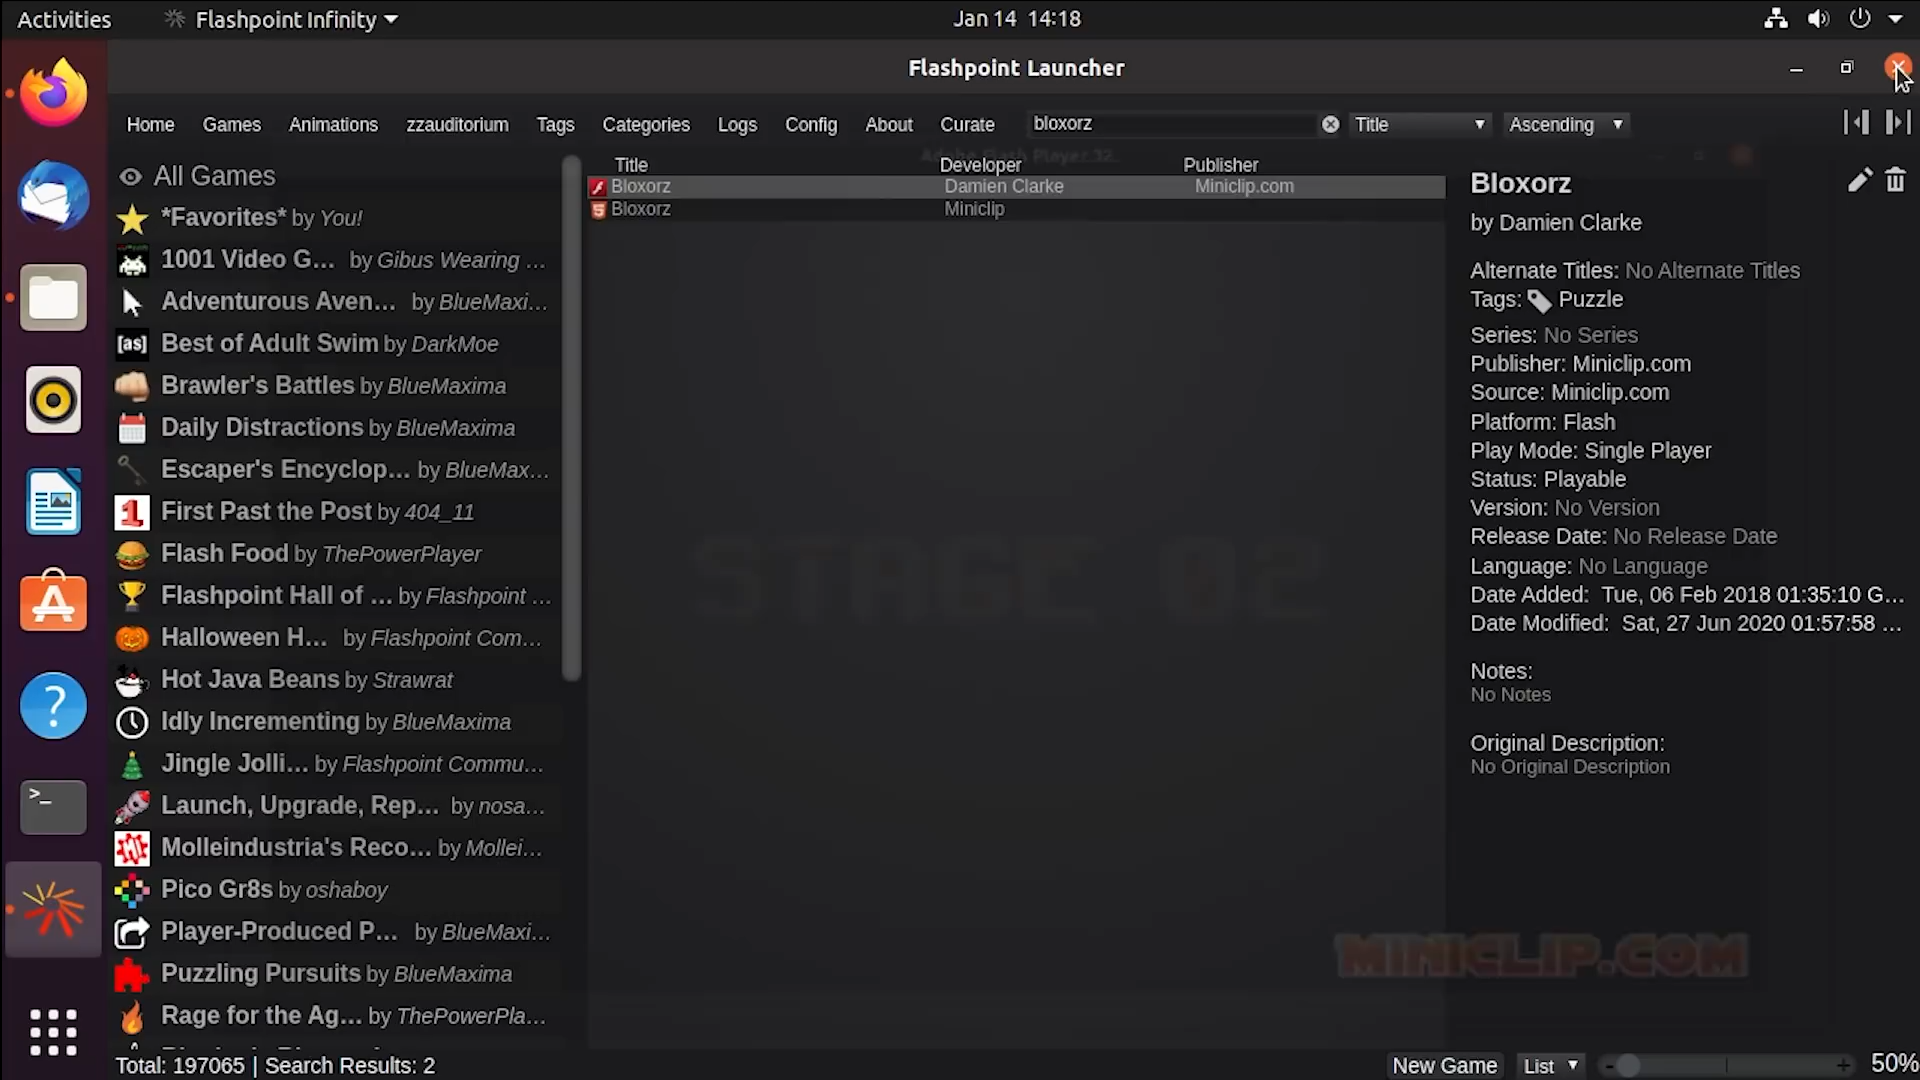 Activities Flashpoint Infinity Jan 14 14:18
Flashpoint Launcher
Home Games Animations zzauditorium Tags Categories Logs Config About Curate bloxorz Title Ascending
All Games
*Favorites* by You!
1001 Video G... by Gibus Wearing ...
Adventurous Aven... by BlueMaxi...
[as] Best of Adult Swim by DarkMoe
Brawler's Battles by BlueMaxima
Daily Distractions by BlueMaxima
Escaper's Encyclop... by BlueMax...
1 First Past the Post by 404_11
Flash Food by ThePowerPlayer
Flashpoint Hall of ... by Flashpoint ...
Halloween H... by Flashpoint Com...
Hot Java Beans by Strawrat
Idly Incrementing by BlueMaxima
Jingle Jolli... by Flashpoint Commu...
Launch, Upgrade, Rep... by nosa...
Molleindustria's Reco... by Mollei...
Pico Gr8s by oshaboy
Player-Produced P... by BlueMaxi...
Puzzling Pursuits by BlueMaxima
Rage for the Ag... by ThePowerPla...
Adobe Flash Player 32
Title Developer Publisher
Bloxorz Damien Clarke Miniclip.com
Bloxorz Miniclip
STAGE 02
MINICLIP.COM
Bloxorz
by Damien Clarke
Alternate Titles: No Alternate Titles
Tags: Puzzle
Series: No Series
Publisher: Miniclip.com
Source: Miniclip.com
Platform: Flash
Play Mode: Single Player
Status: Playable
Version: No Version
Release Date: No Release Date
Language: No Language
Date Added: Tue, 06 Feb 2018 01:35:10 G...
Date Modified: Sat, 27 Jun 2020 01:57:58 ...
Notes:
No Notes
Original Description:
No Original Description
Total: 197065 | Search Results: 2 New Game List - + 50%